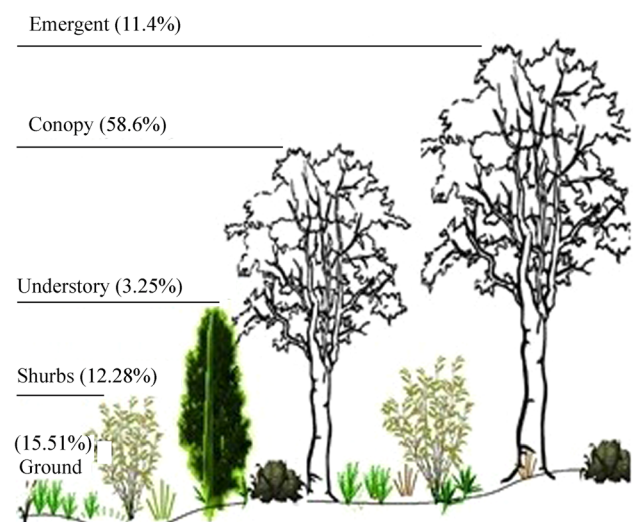 Emergent (11.4%)
Conopy (58.6%)
Understory (3.25%)
Shurbs (12.28%)
(15.51%)
Ground